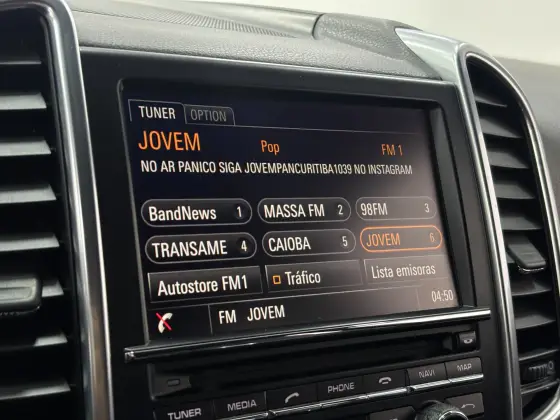 TUNER OPTION
JOVEM Pop FM 1
NO AR PANICO SIGA JOVEMPANCURITIBA1039 NO INSTAGRAM
BandNews 1 MASSA FM 2 98FM 3
TRANSAME 4 CAIOBA 5 JOVEM 6
Autostore FM1 Tráfico Lista emisoras
FM JOVEM 04:50
TUNER MEDIA PHONE NAVI MAP